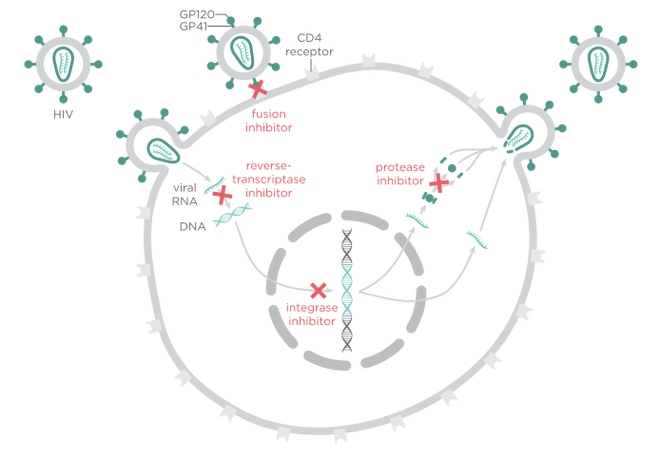 GP120
GP41
CD4
receptor
HIV
fusion
inhibitor
reverse-
transcriptase
inhibitor
protease
inhibitor
viral
RNA
DNA
integrase
inhibitor